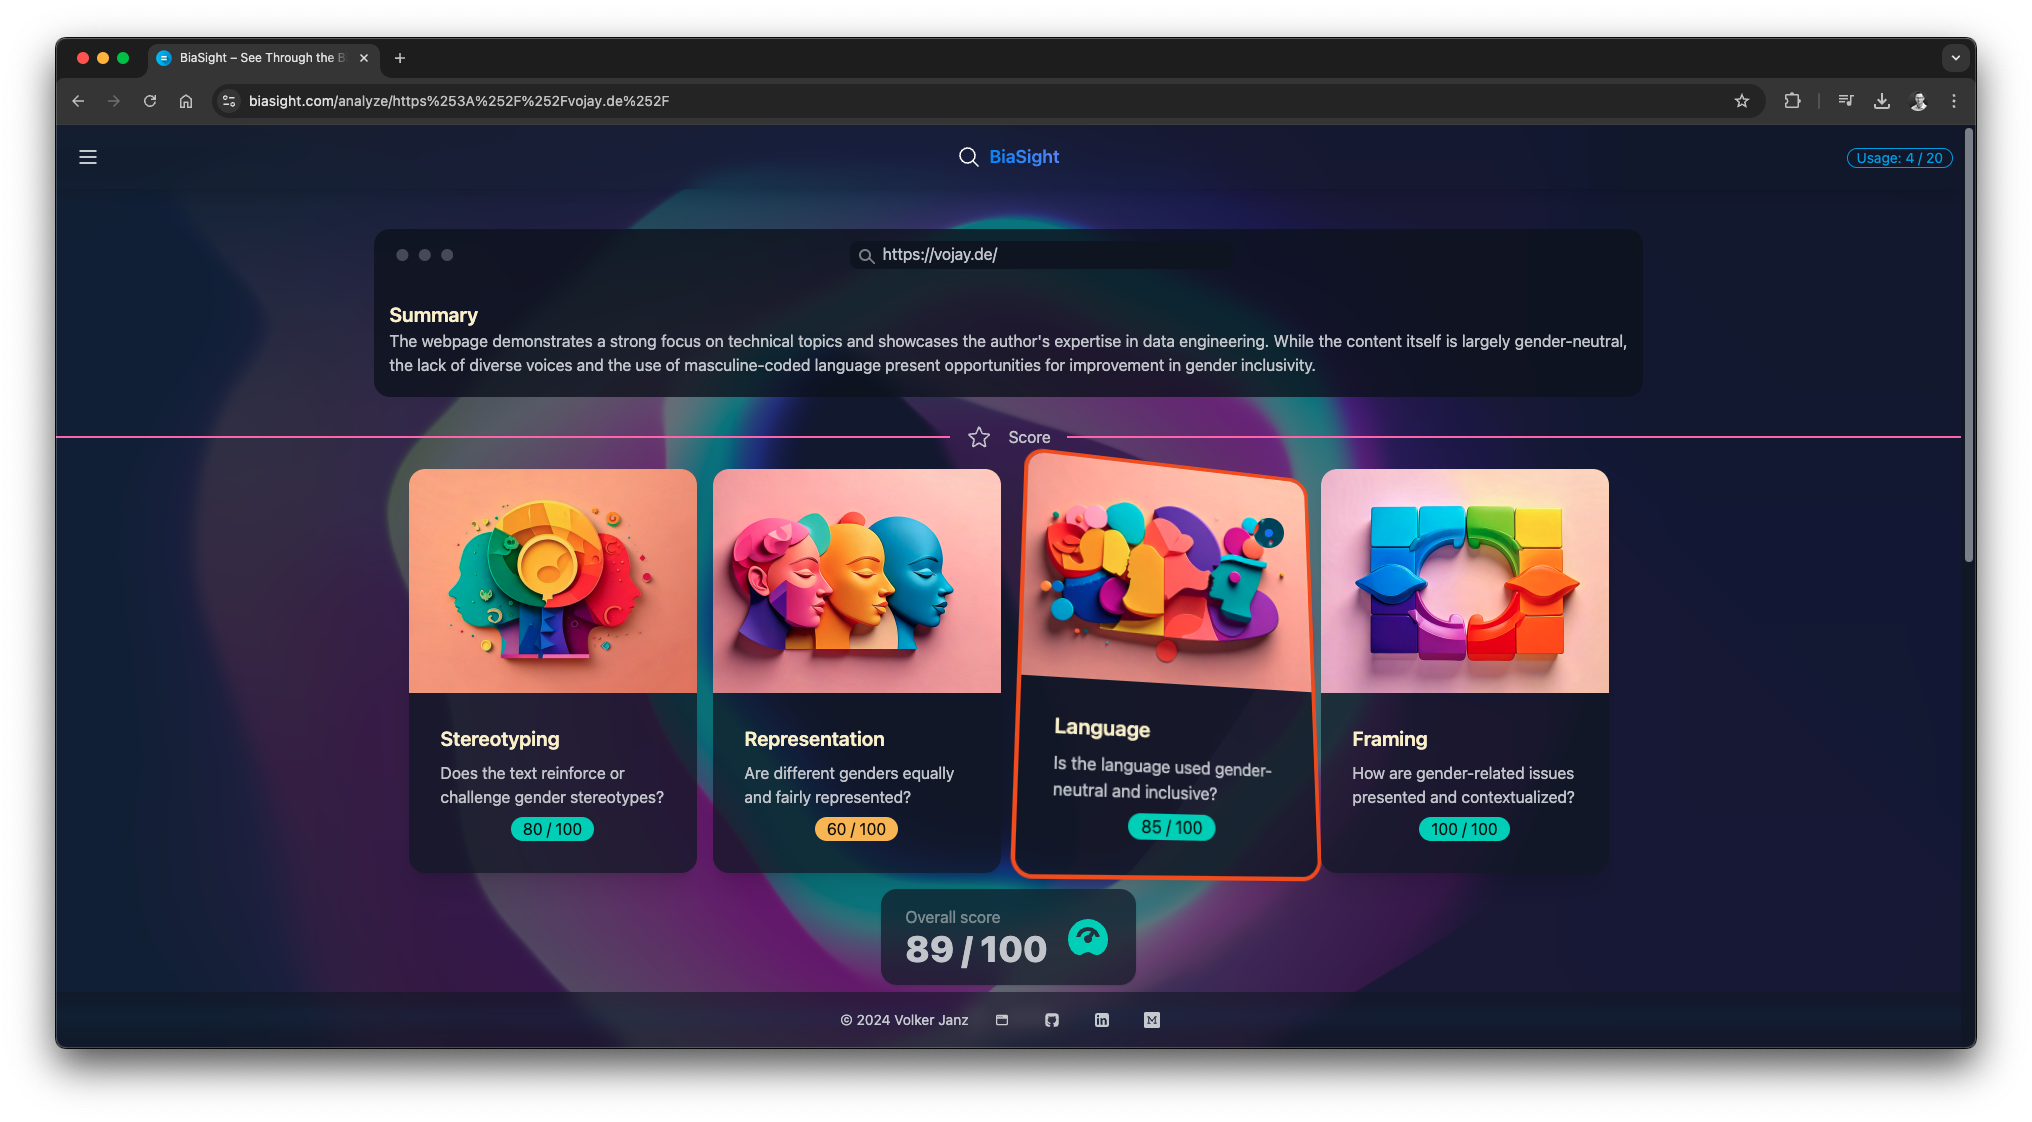 BiaSight – See Through the B
biasight.com/analyze/https%253A%252F%252Fvojay.de%252F
BiaSight
Usage: 4 / 20
https://vojay.de/
Summary
The webpage demonstrates a strong focus on technical topics and showcases the author's expertise in data engineering. While the content itself is largely gender-neutral,
the lack of diverse voices and the use of masculine-coded language present opportunities for improvement in gender inclusivity.
Score
Stereotyping
Does the text reinforce or
challenge gender stereotypes?
80 / 100
Representation
Are different genders equally
and fairly represented?
60 / 100
Language
Is the language used gender-
neutral and inclusive?
85 / 100
Framing
How are gender-related issues
presented and contextualized?
100 / 100
Overall score
89 / 100
© 2024 Volker Janz